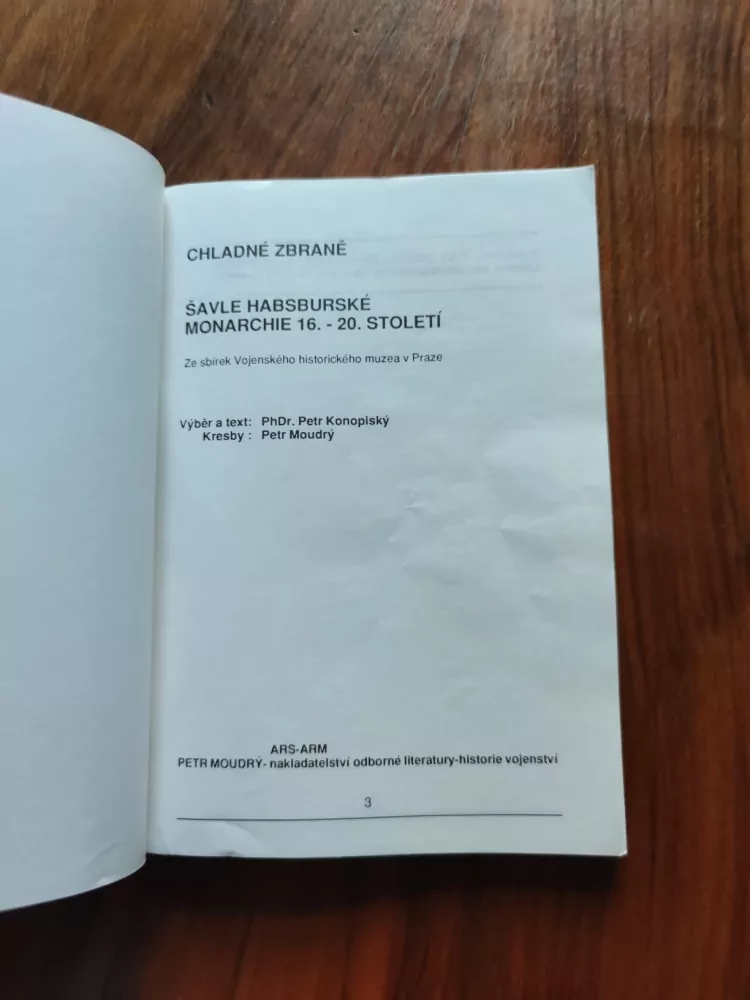 CHLADNÉ ZBRANĚ
ŠAVLE HABSBURSKÉ
MONARCHIE 16. - 20. STOLETÍ
Ze sbírek Vojenského historického muzea v Praze
Výběr a text: PhDr. Petr Konopiský
Kresby : Petr Moudrý
ARS-ARM
PETR MOUDRÝ- nakladatelství odborné literatury-historie vojenství
3